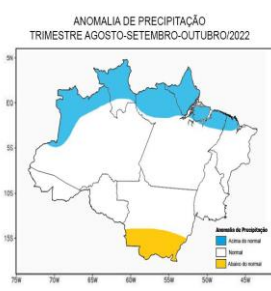 ANOMALIA DE PRECIPITAÇÃO
TRIMESTRE AGOSTO-SETEMBRO-OUTUBRO/2022
5N
EQ
5S
10S
15S
75W 70W 65W 60W 55W 50W 45W
Anomalia de Precipitação
Acima do normal
Normal
Abaixo do normal